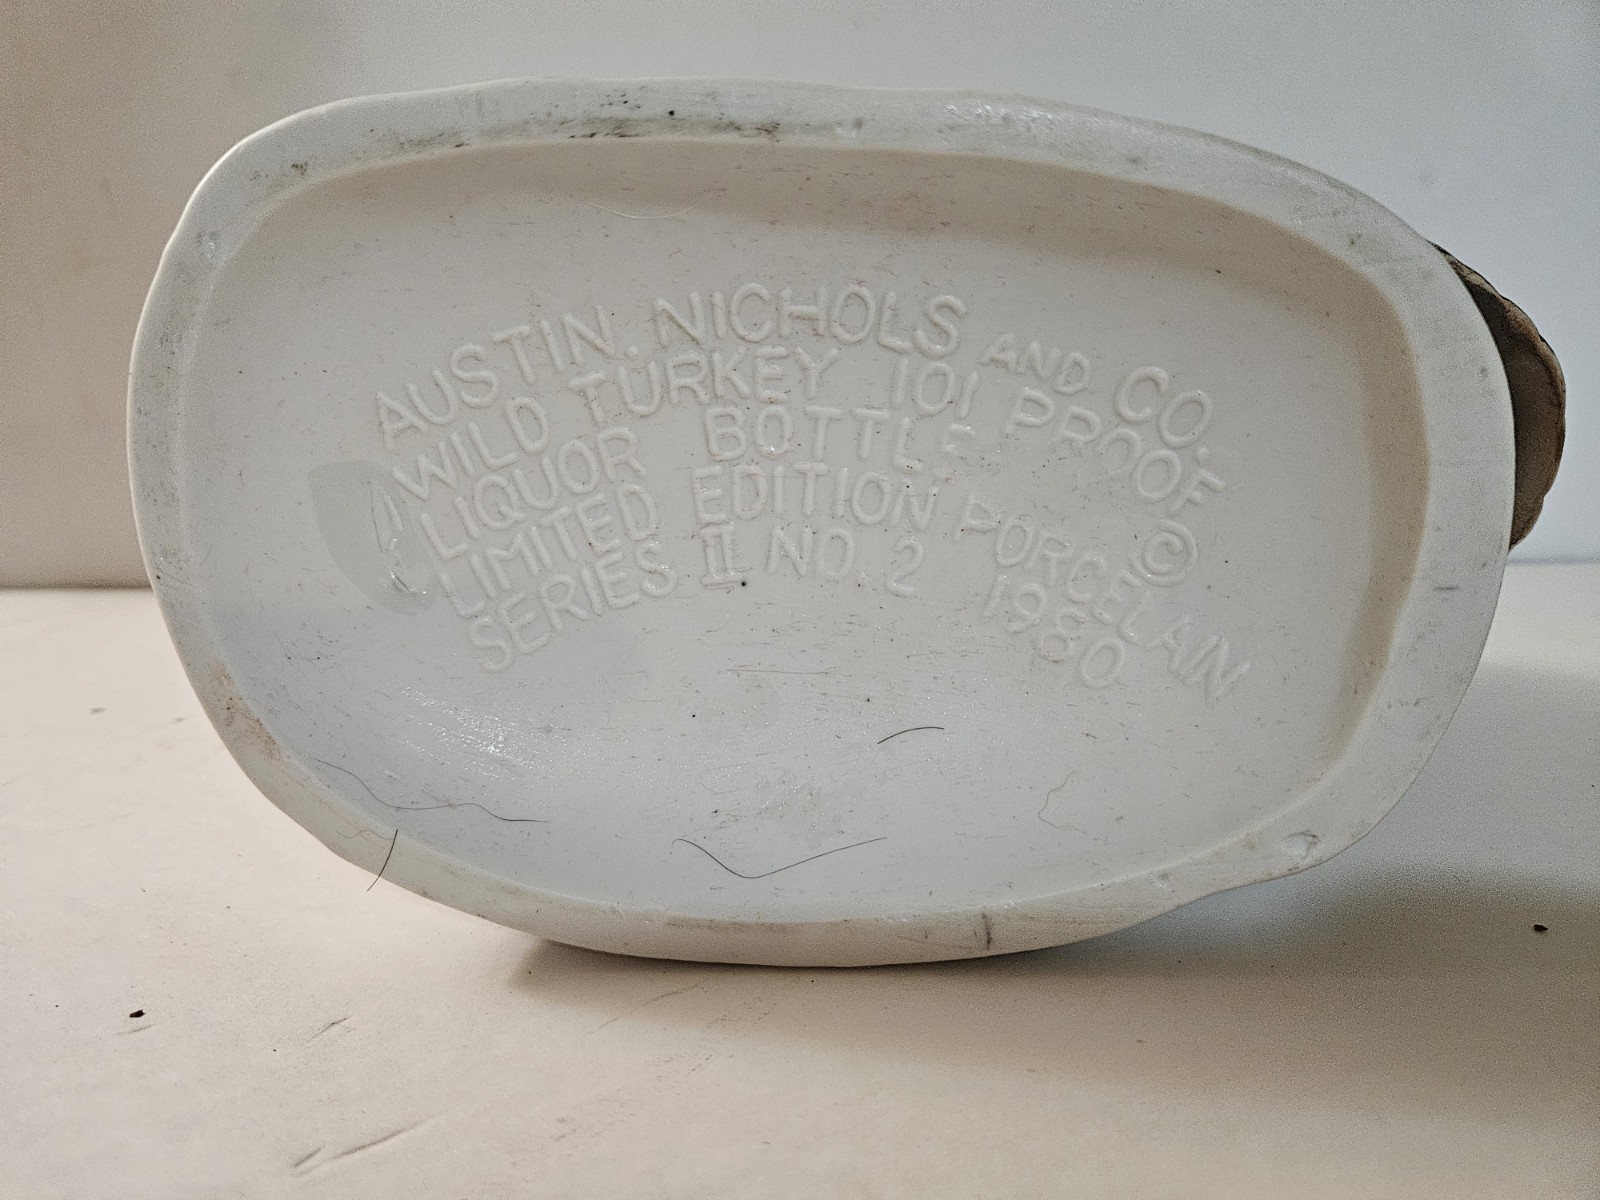 AUSTIN. NICHOLS AND CO.
WILD TURKEY 101 PROOF
LIQUOR BOTTLE ©
LIMITED EDITION PORCELAIN
SERIES II NO. 2 1980